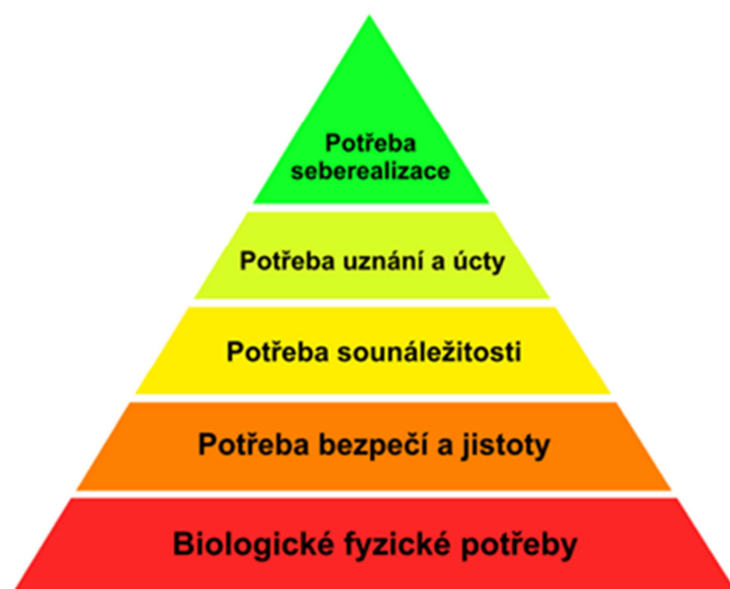 Potřeba
seberealizace
Potřeba uznání a úcty
Potřeba sounáležitosti
Potřeba bezpečí a jistoty
Biologické fyzické potřeby